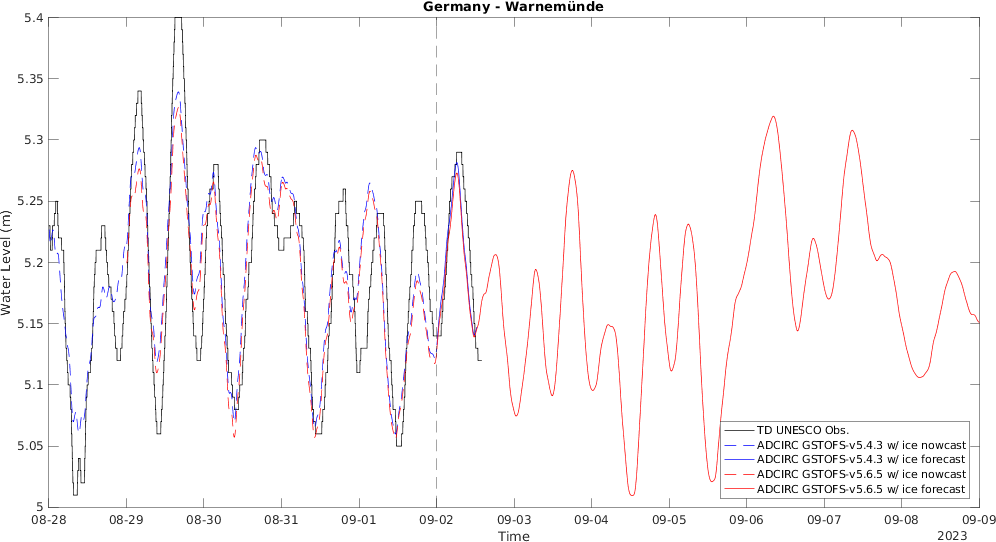 Germany - Warnemünde
5.4
5.35
5.3
5.25
5.2
5.15
5.1
5.05
5
Water Level (m)
TD UNESCO Obs.
ADCIRC GSTOFS-v5.4.3 w/ ice nowcast
ADCIRC GSTOFS-v5.4.3 w/ ice forecast
ADCIRC GSTOFS-v5.6.5 w/ ice nowcast
ADCIRC GSTOFS-v5.6.5 w/ ice forecast
08-28 08-29 08-30 08-31 09-01 09-02 09-03 09-04 09-05 09-06 09-07 09-08 09-09
Time
2023